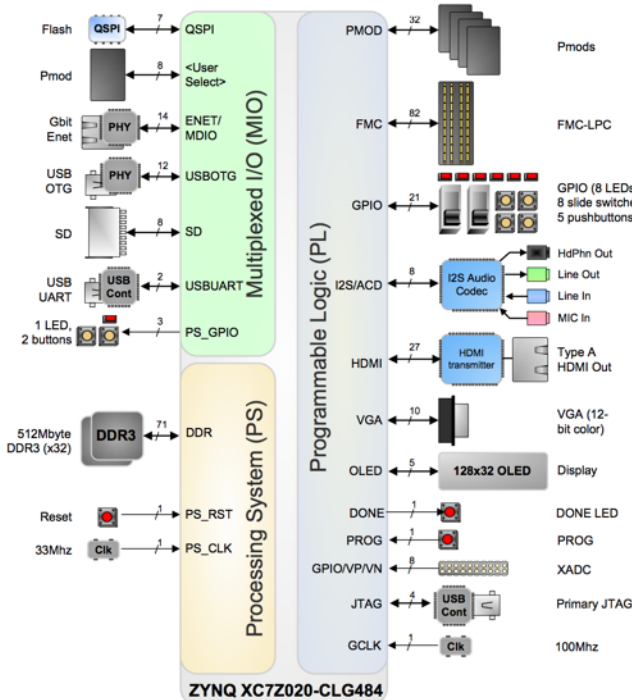 Flash
QSPI
7
QSPI
Pmod
8
<User
Select>
Gbit
Enet
PHY
14
ENET/
MDIO
USB
OTG
PHY
12
USBOTG
SD
8
SD
USB
UART
USB
Cont
2
USBUART
1 LED,
2 buttons
3
PS_GPIO
Multiplexed I/O (MIO)
512Mbyte
DDR3 (x32)
DDR3
71
DDR
Reset
1
PS_RST
33Mhz
Clk
1
PS_CLK
Processing System (PS)
Programmable Logic (PL)
PMOD
32
Pmods
FMC
82
FMC-LPC
GPIO
21
GPIO (8 LEDs
8 slide switche
5 pushbuttons
I2S/ACD
8
I2S Audio
Codec
HdPhn Out
Line Out
Line In
MIC In
HDMI
27
HDMI
transmitter
Type A
HDMI Out
VGA
10
VGA (12-
bit color)
OLED
5
128x32 OLED
Display
DONE
1
DONE LED
PROG
1
PROG
GPIO/VP/VN
8
XADC
JTAG
4
USB
Cont
Primary JTAG
GCLK
1
Clk
100Mhz
ZYNQ XC7Z020-CLG484